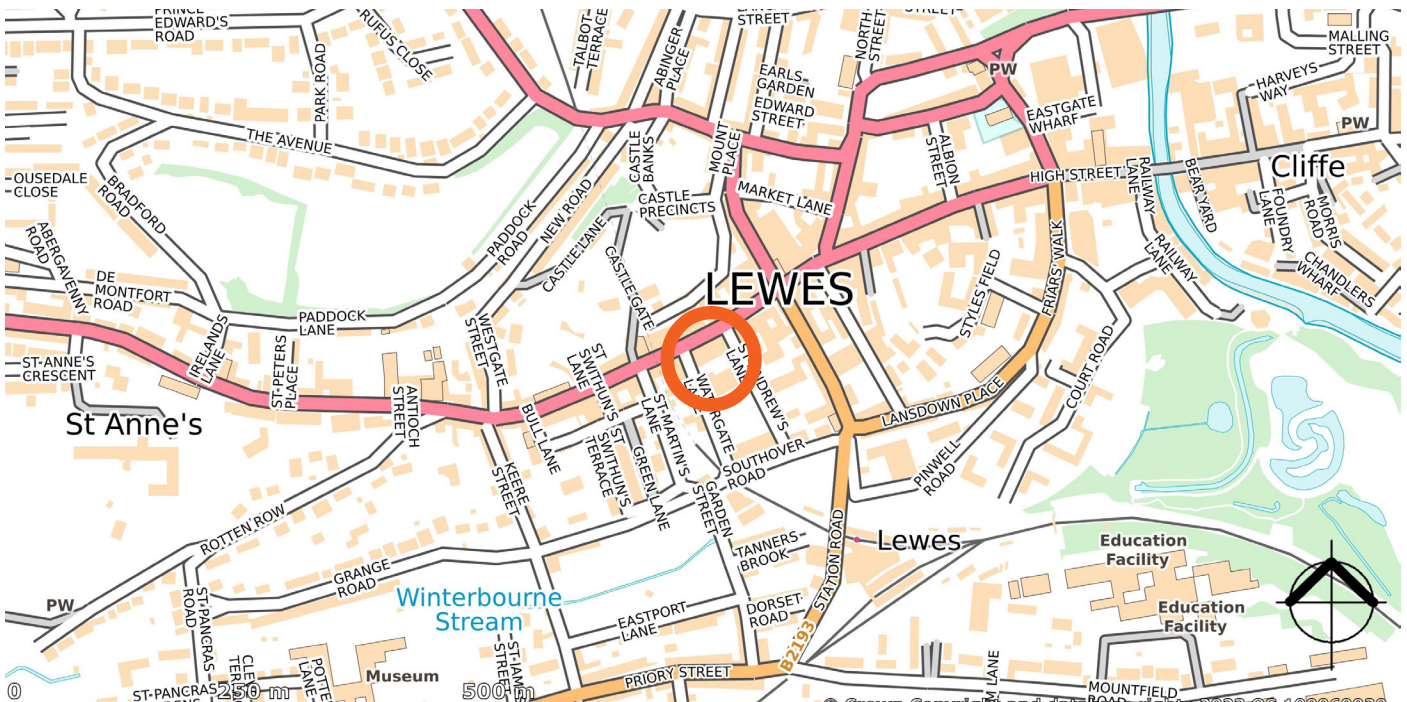 PRINCE
EDWARD'S
ROAD
RUFUS CLOSE
PARK ROAD
THE AVENUE
TALBOT
TERRACE
ABINGER
PLACE
STREET
EARLS
GARDEN
EDWARD
STREET
NORTH
STREET
PW
MALLING
STREET
HARVEYS
WAY
PW
EASTGATE
WHARF
ALBION
STREET
HIGH STREET
RAILWAY
LANE
BEAR YARD
Cliffe
FOUNDRY
LANE
MORRIS
ROAD
CHANDLERS
WHARF
RAILWAY
LANE
OUSEDALE
CLOSE
BRADFORD
ROAD
ABERGAVENNY
ROAD
DE
MONTFORT
ROAD
PADDOCK
ROAD
NEW ROAD
CASTLE
BANKS
MOUNT
PLACE
MARKET LANE
CASTLE
PRECINCTS
CASTLE LANE
CASTLE GATE
LEWES
STYLES FIELD
FRIARS WALK
PADDOCK
LANE
IRELANDS
LANE
ST-PETERS
PLACE
WESTGATE
STREET
ST-ANNE'S
CRESCENT
St Anne's
ANTIOCH
STREET
BULL LANE
ST
SWITHUN'S
LANE
ST
SWITHUN'S
TERRACE
GREEN LANE
ST-MARTIN'S
LANE
WATERGATE
LANE
ST ANDREW'S
LANE
LANSDOWN PLACE
COURT ROAD
PINWELL
ROAD
SOUTHOVER
ROAD
KEERE
STREET
GARDEN
STREET
ROTTEN ROW
GRANGE
ROAD
TANNERS
BROOK
STATION ROAD
Lewes
Education
Facility
Education
Facility
PW
ST-PANCRAS
ROAD
Winterbourne
Stream
EASTPORT
LANE
DORSET
ROAD
B2193
PRIORY STREET
Museum
ST-PANCRAS
STREET
MOUNTFIELD
ROAD
0
250 m
500 m